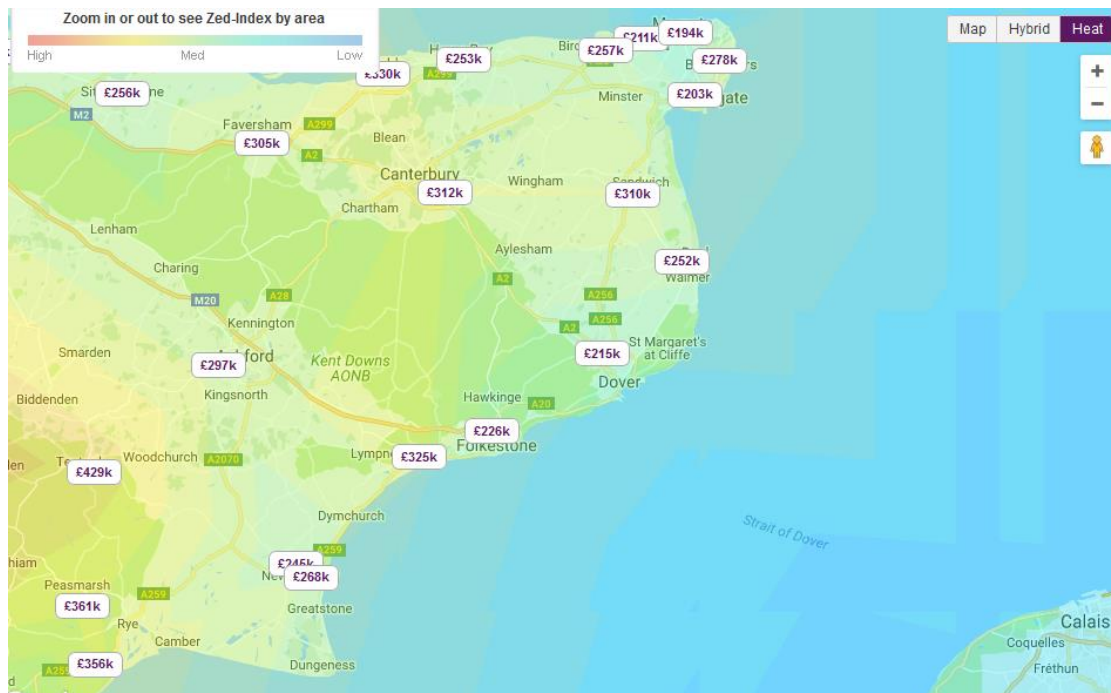 Zoom in or out to see Zed-Index by area
High Med Low
Map Hybrid Heat
+
−
£194k
£257k
£253k
£278k
£330k
A299
£256k
Minster
£203k
M2
Faversham
A299
Blean
£305k
A2
Canterbury
Wingham
£312k
£310k
Chartham
Lenham
Aylesham
Charing
£252k
A2
Walmer
M20
A28
A256
Kennington
A256
A2
St Margaret's
at Cliffe
Smarden
£215k
£297k
Kent Downs
AONB
Dover
Kingsnorth
Biddenden
Hawkinge
A20
£226k
Folkestone
Woodchurch
A2070
£325k
£429k
Dymchurch
Strait of Dover
A259
£245k
£268k
Peasmarsh
A259
£361k
Greatstone
Rye
Calais
Camber
Coquelles
£356k
Dungeness
Fréthun